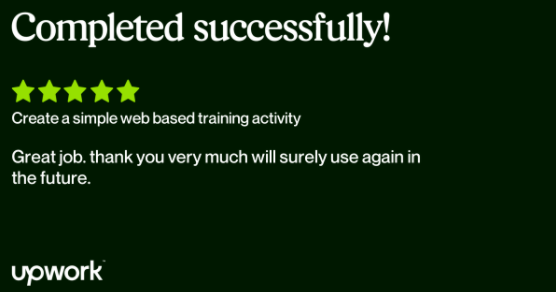 Completed successfully!
Create a simple web based training activity
Great job. thank you very much will surely use again in
the future.
upwork